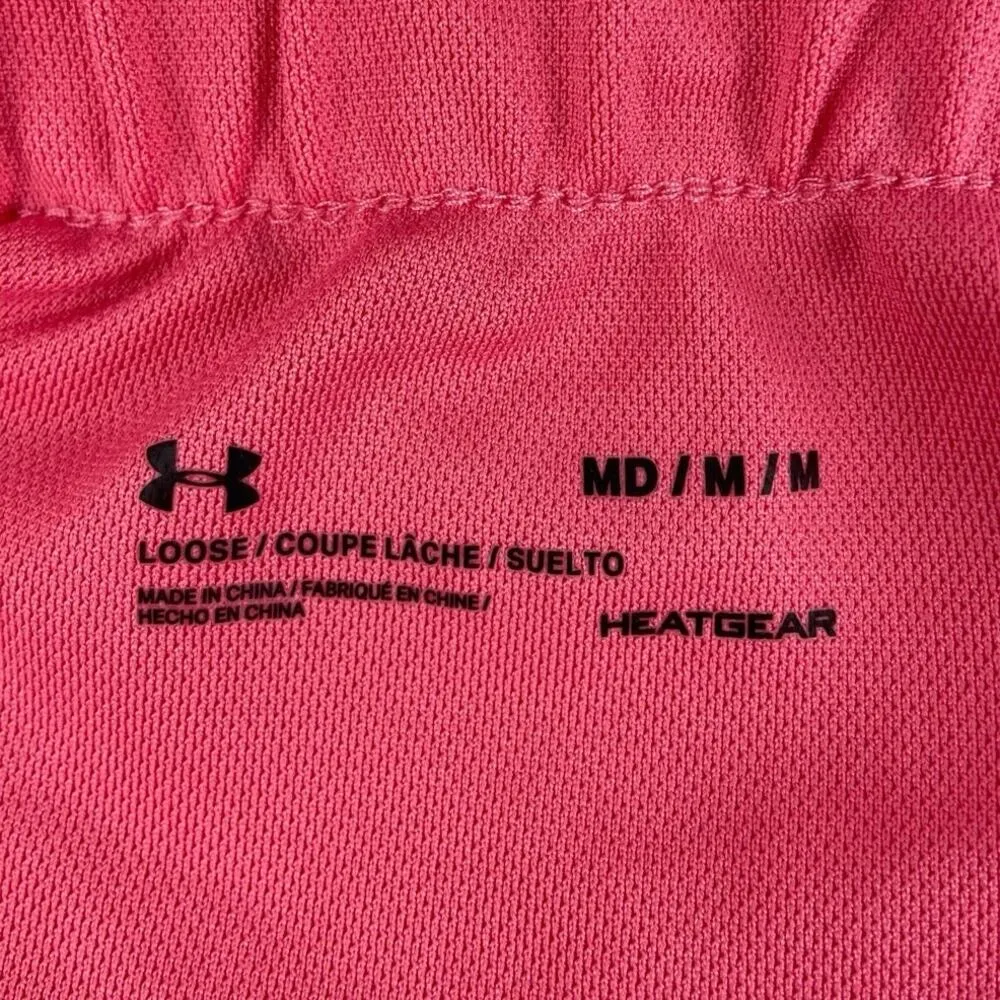 MD / M / M
LOOSE / COUPE LÂCHE / SUELTO
MADE IN CHINA / FABRIQUÉ EN CHINE /
HECHO EN CHINA
HEATGEAR